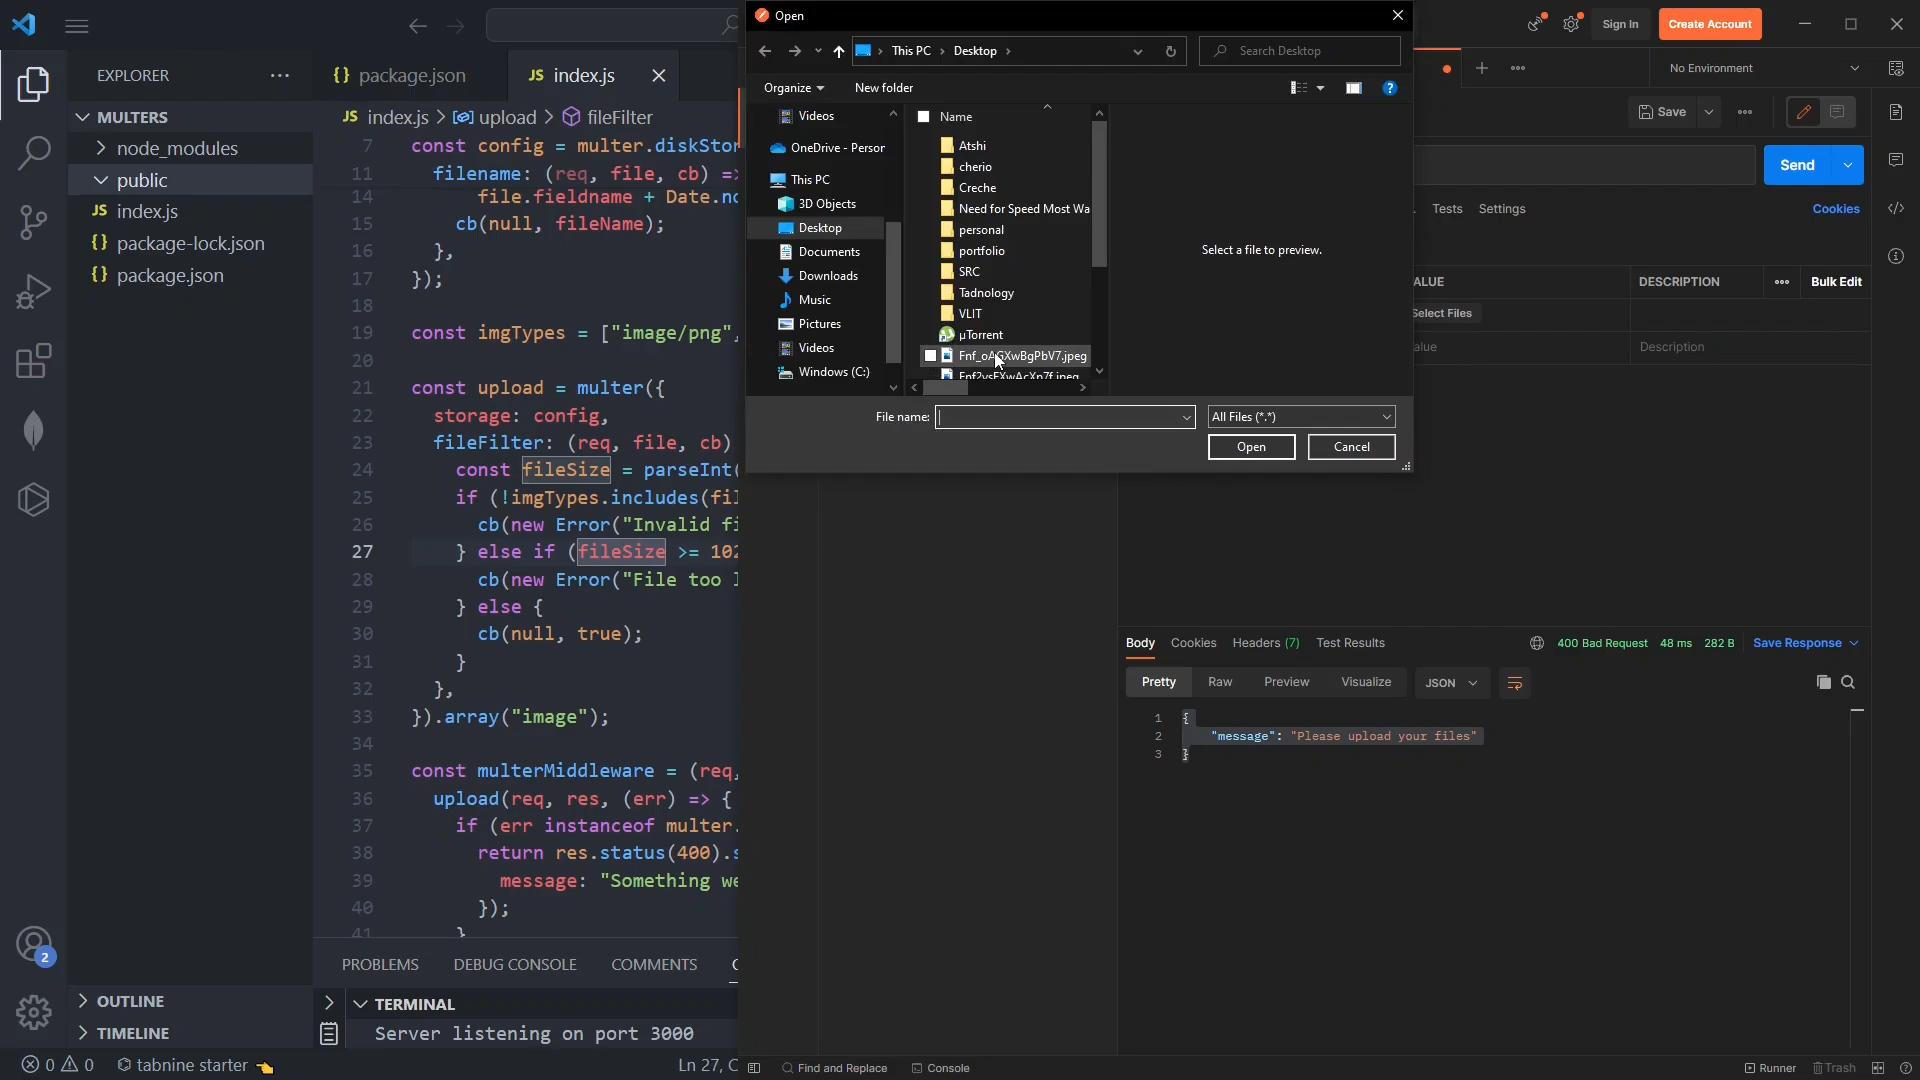 EXPLORER
MULTERS
node_modules
public
JS index.js
{} package-lock.json
{} package.json
OUTLINE
TIMELINE
2
0 0 tabnine starter
{} package.json
JS index.js
JS index.js > upload > fileFilter
7 const config = multer.diskStor
11 filename: (req, file, cb) =>
14 file.fieldname + Date.no
15 cb(null, fileName);
16 },
17 });
18
19 const imgTypes = ["image/png",
20
21 const upload = multer({
22 storage: config,
23 fileFilter: (req, file, cb)
24 const fileSize = parseInt(
25 if (!imgTypes.includes(fil
26 cb(new Error("Invalid fi
27 } else if (fileSize >= 102
28 cb(new Error("File too l
29 } else {
30 cb(null, true);
31 }
32 },
33 }).array("image");
34
35 const multerMiddleware = (req,
36 upload(req, res, (err) => {
37 if (err instanceof multer.
38 return res.status(400).s
39 message: "Something we
40 });
41 }
PROBLEMS DEBUG CONSOLE COMMENTS
TERMINAL
Server listening on port 3000
Ln 27, C
Open
This PC > Desktop >
Search Desktop
Organize New folder
Videos
OneDrive - Person
This PC
3D Objects
Desktop
Documents
Downloads
Music
Pictures
Videos
Windows (C:)
Name
Atshi
cherio
Creche
Need for Speed Most Wa
personal
portfolio
SRC
Tadnology
VLIT
µTorrent
Fnf_oAGXwBgPbV7.jpeg
Select a file to preview.
File name:
All Files (*.*)
Open Cancel
Sign In Create Account
No Environment
Save
Send
Tests Settings Cookies
ALUE DESCRIPTION Bulk Edit
Select Files
alue Description
Body Cookies Headers (7) Test Results
400 Bad Request 48 ms 282 B Save Response
Pretty Raw Preview Visualize JSON
1 {
2 "message": "Please upload your files"
3 }
Find and Replace Console
Runner Trash